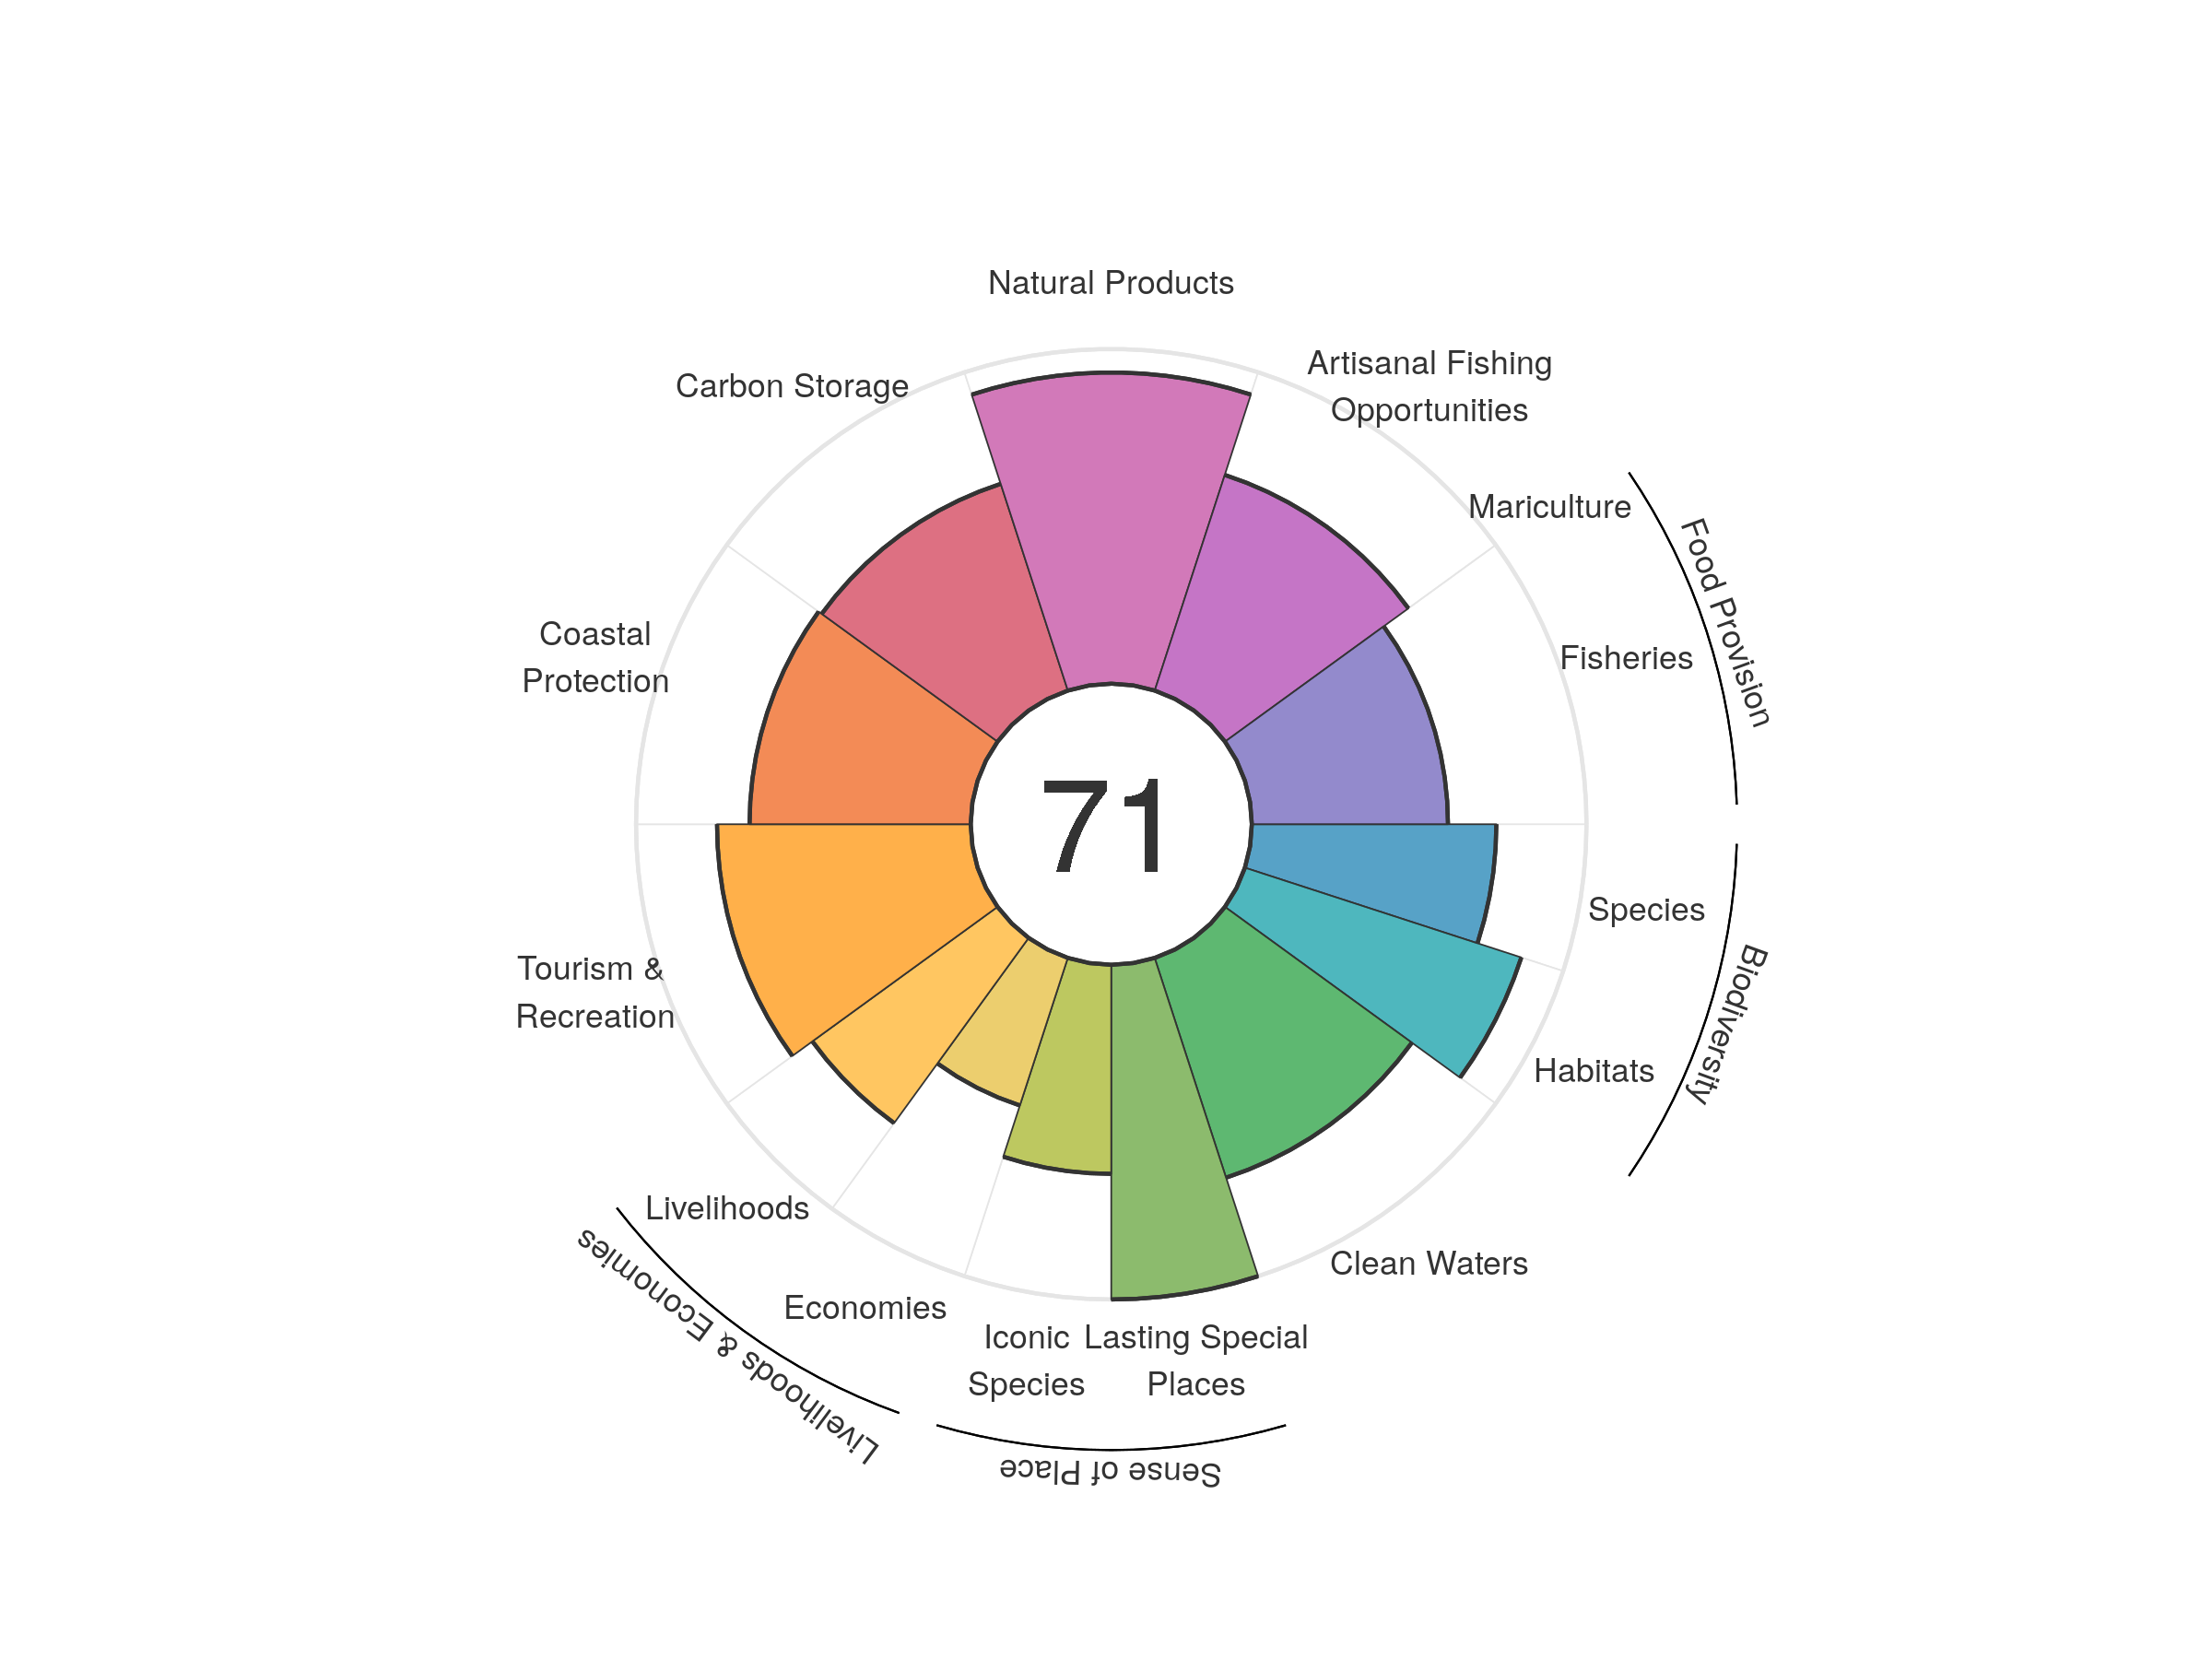 Natural Products
Carbon Storage
Artisanal Fishing
Opportunities
Mariculture
Food Provision
Fisheries
Coastal
Protection
71
Species
Biodiversity
Tourism &
Recreation
Habitats
Livelihoods
Livelihoods & Economies
Clean Waters
Economies
Iconic
Species
Lasting Special
Places
Sense of Place